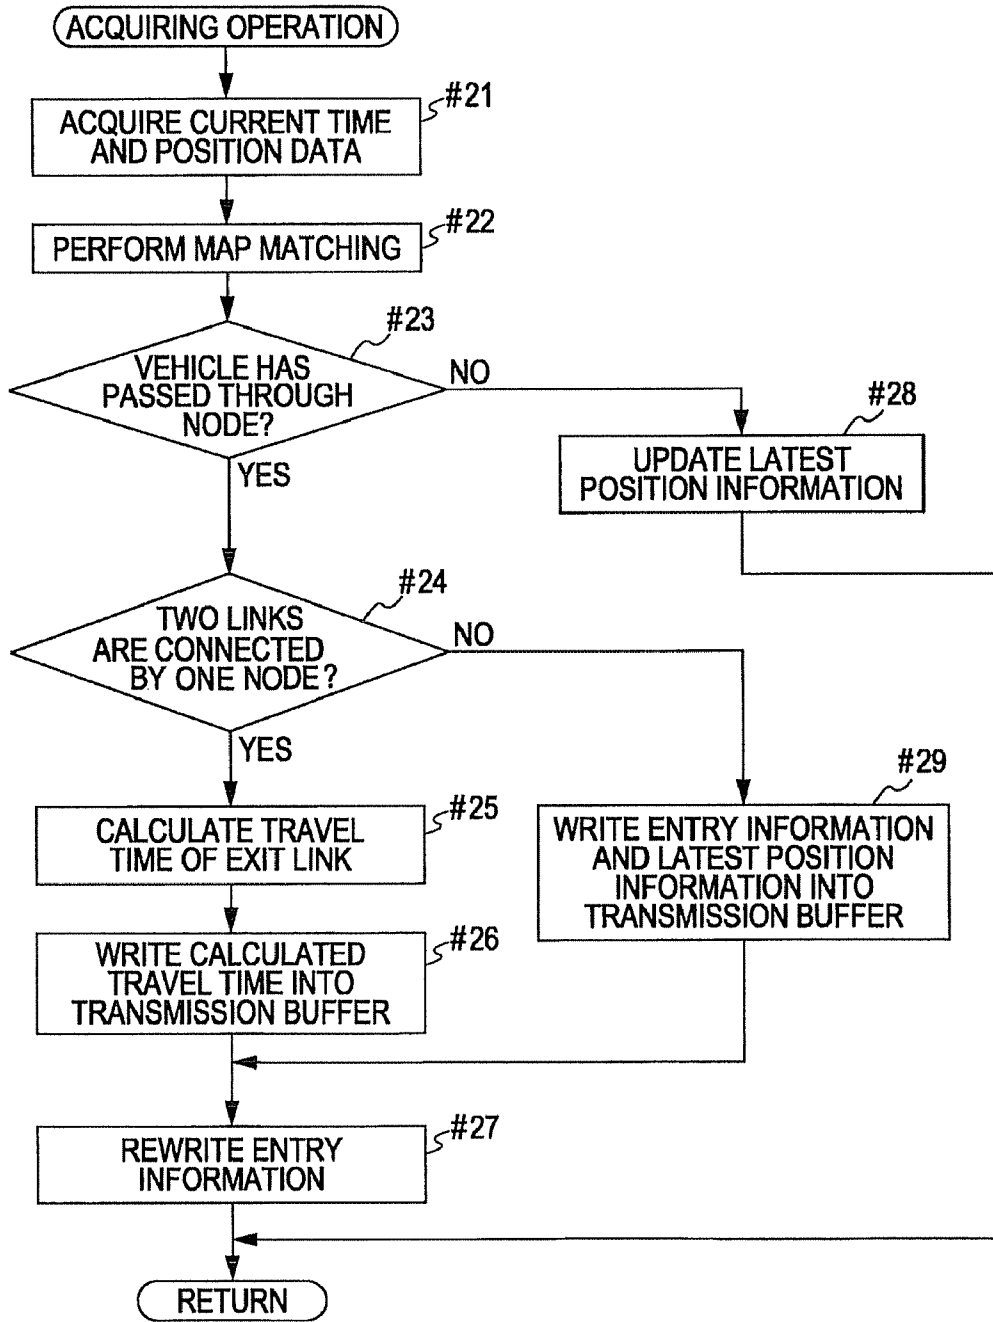 ACQUIRING OPERATION
#21
ACQUIRE CURRENT TIME
AND POSITION DATA
#22
PERFORM MAP MATCHING
#23
VEHICLE HAS
PASSED THROUGH
NODE?
NO
YES
#28
UPDATE LATEST
POSITION INFORMATION
#24
TWO LINKS
ARE CONNECTED
BY ONE NODE?
NO
YES
#25
CALCULATE TRAVEL
TIME OF EXIT LINK
#29
WRITE ENTRY INFORMATION
AND LATEST POSITION
INFORMATION INTO
TRANSMISSION BUFFER
#26
WRITE CALCULATED
TRAVEL TIME INTO
TRANSMISSION BUFFER
#27
REWRITE ENTRY
INFORMATION
RETURN